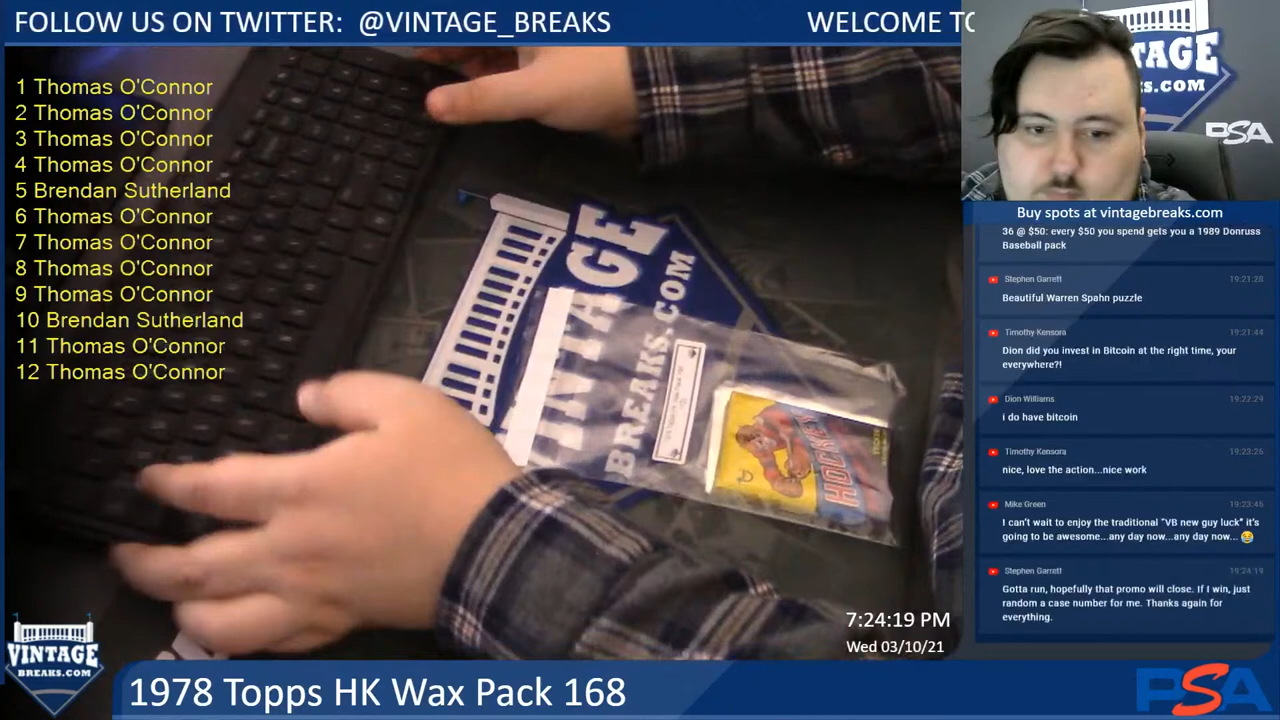 FOLLOW US ON TWITTER: @VINTAGE_BREAKS
WELCOME TO
1 Thomas O'Connor
2 Thomas O'Connor
3 Thomas O'Connor
4 Thomas O'Connor
5 Brendan Sutherland
6 Thomas O'Connor
7 Thomas O'Connor
8 Thomas O'Connor
9 Thomas O'Connor
10 Brendan Sutherland
11 Thomas O'Connor
12 Thomas O'Connor
VINTAGE
BREAKS.COM
HOCKEY
VINTAGE
KS.COM
PSA
Buy spots at vintagebreaks.com
36 @ $50: every $50 you spend gets you a 1989 Donruss
Baseball pack
Stephen Garrett 19:21:28
Beautiful Warren Spahn puzzle
Timothy Kensora 19:21:44
Dion did you invest in Bitcoin at the right time, your
everywhere?!
Dion Williams 19:22:29
i do have bitcoin
Timothy Kensora 19:23:26
nice, love the action...nice work
Mike Green 19:23:45
I can't wait to enjoy the traditional "VB new guy luck" it's
going to be awesome...any day now...any day now...
Stephen Garrett 19:24:19
Gotta run, hopefully that promo will close. If I win, just
random a case number for me. Thanks again for
everything.
7:24:19 PM
Wed 03/10/21
VINTAGE
BREAKS.COM
1978 Topps HK Wax Pack 168
PSA